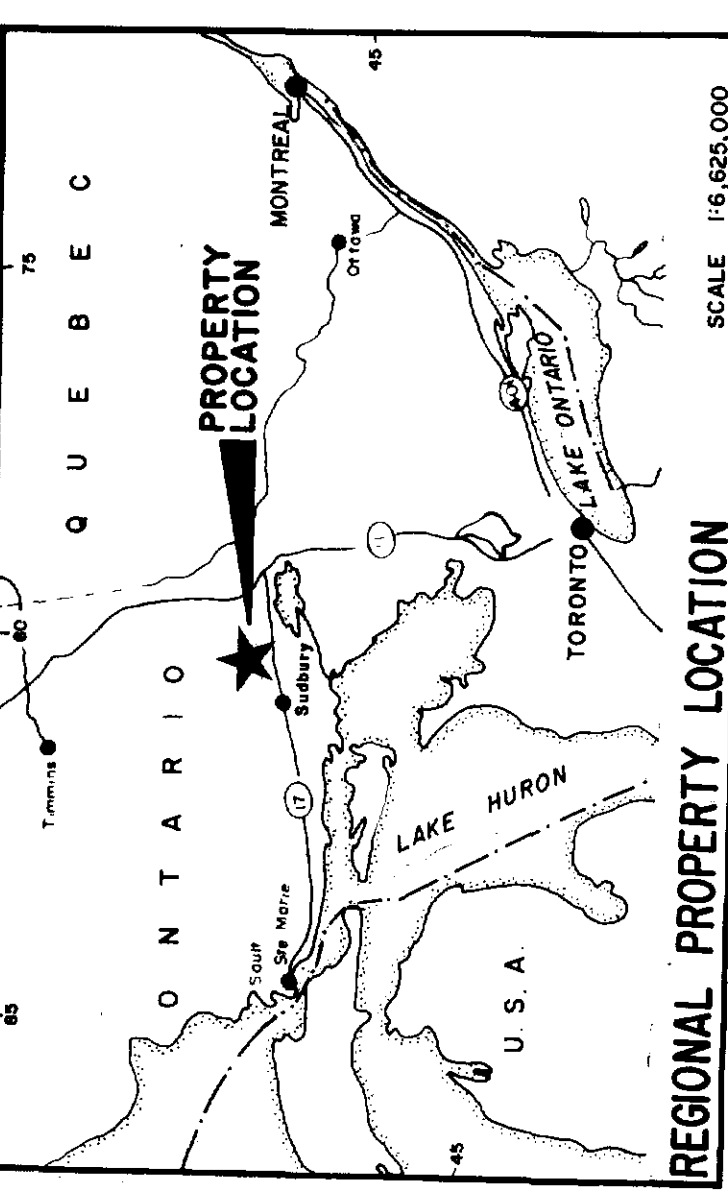 85
80
75
Q U E B E C
O N T A R I O
Timmins
PROPERTY
LOCATION
MONTREAL
Sudbury
Ottawa
Sault
Ste Marie
17
11
45
45
LAKE HURON
TORONTO
LAKE ONTARIO
U. S. A.
REGIONAL PROPERTY LOCATION
SCALE 1:6,625,000